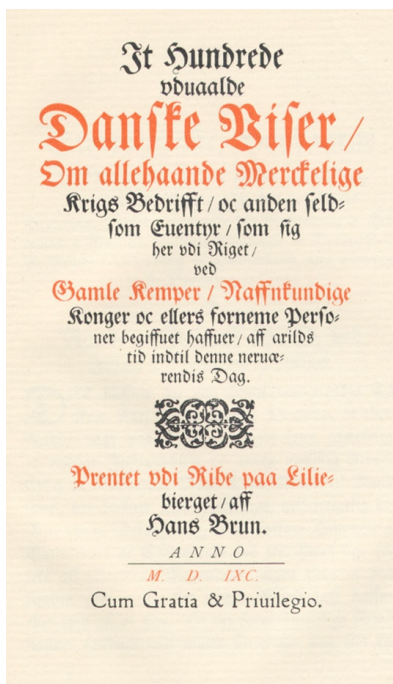 It Hundrede
vduaalde
Danske Viser /
Om allehaande Merckelige
Krigs Bedrifft / oc anden seld-
som Euentyr / som sig
her vdi Riget /
ved
Gamle Kemper / Naffnkundige
Konger oc ellers forneme Perso-
ner begiffuet haffuer / aff arilds
tid indtil denne neruæ-
rendis Dag.
Prentet vdi Ribe paa Lilie-
bierget / aff
Hans Brun.
ANNO
M. D. IXC.
Cum Gratia & Priuilegio.